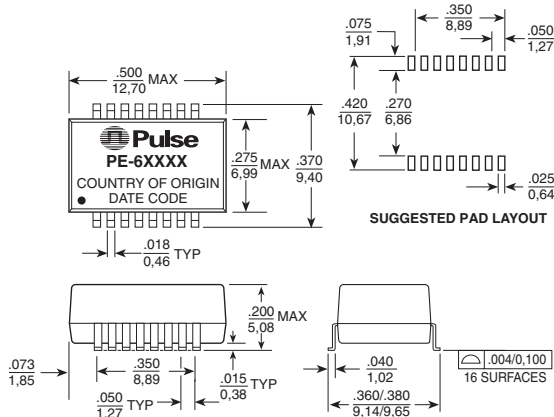 .500
12,70 MAX
Pulse
PE-6XXXX
COUNTRY OF ORIGIN
DATE CODE
.275
6,99 MAX
.370
9,40
.018
0,46 TYP
.350
8,89
.075
1,91
.050
1,27
.420
10,67
.270
6,86
.025
0,64
SUGGESTED PAD LAYOUT
.200
5,08 MAX
.073
1,85
.350
8,89
.015
0,38 TYP
.050
1,27 TYP
.040
1,02
.360/.380
9,14/9,65
.004/0,100
16 SURFACES